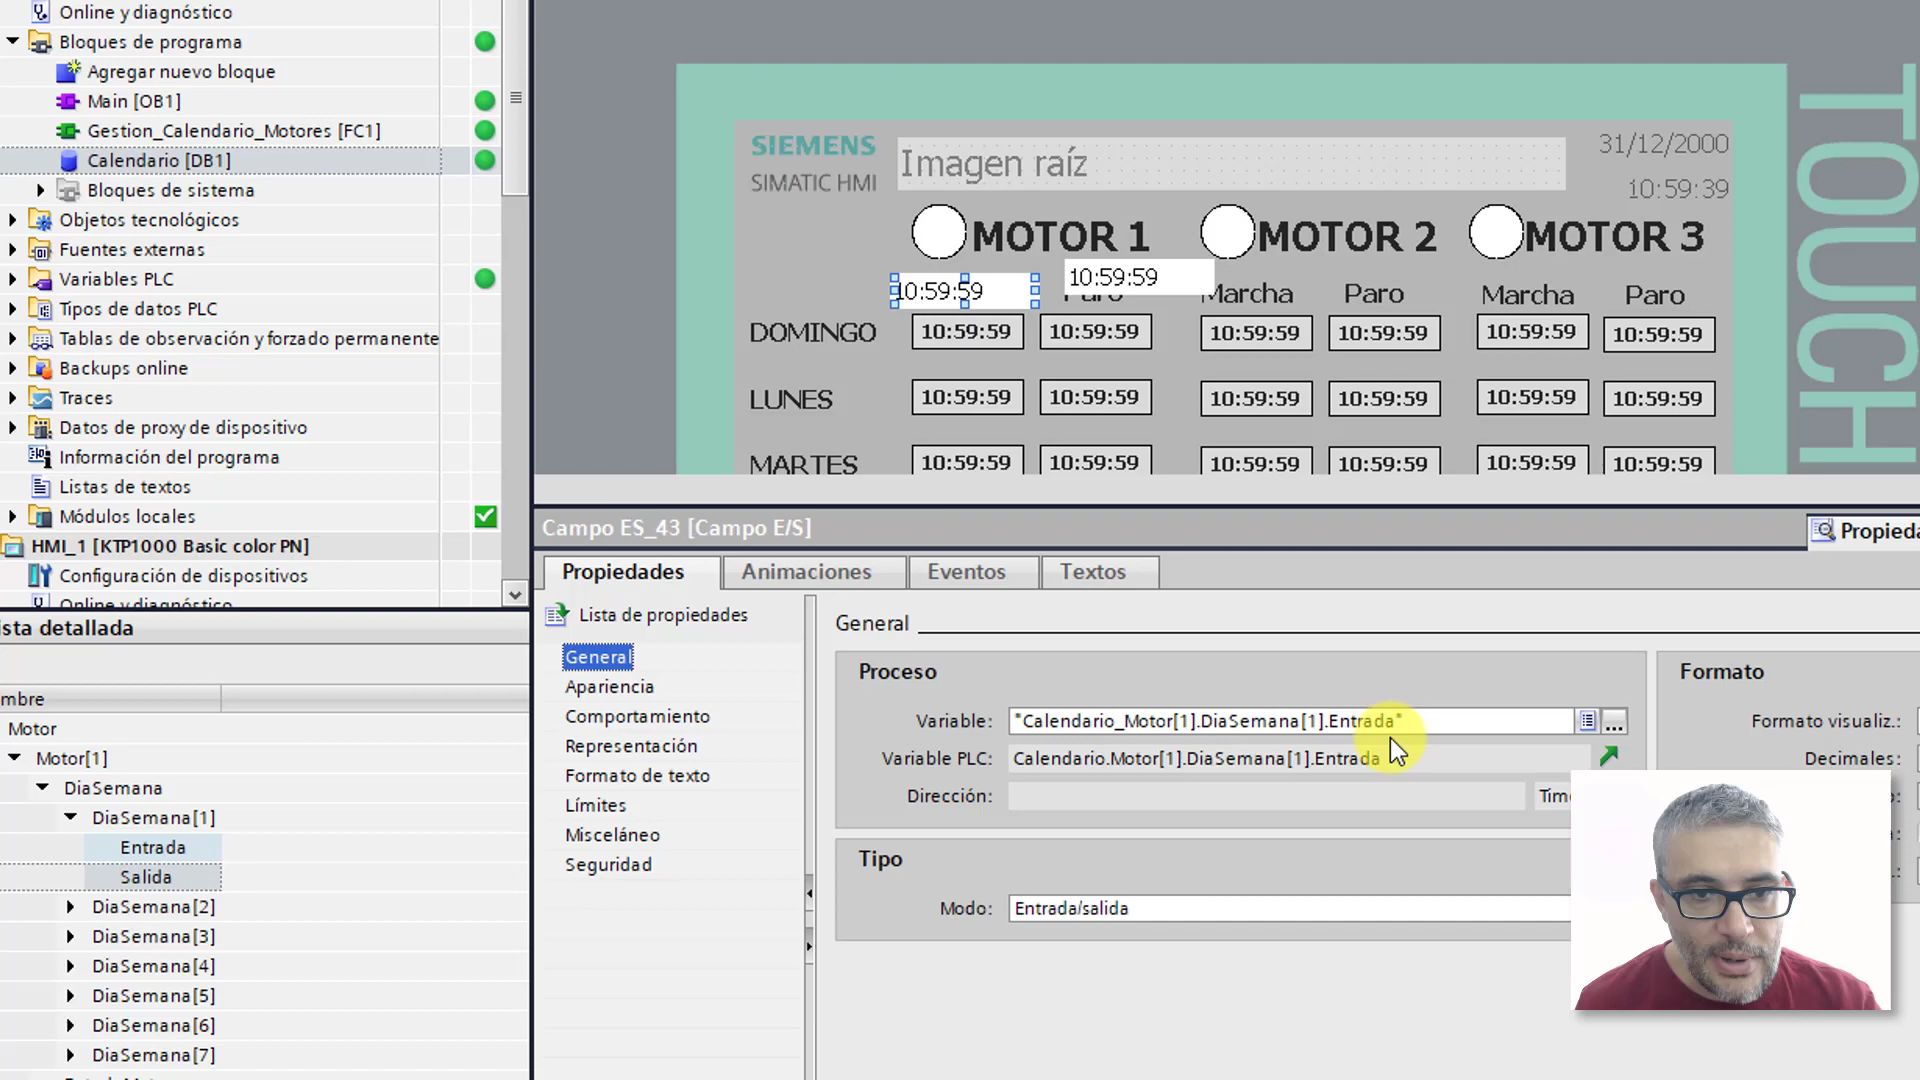 Online y diagnóstico
Bloques de programa
Agregar nuevo bloque
Main [OB1]
Gestion_Calendario_Motores [FC1]
Calendario [DB1]
Bloques de sistema
Objetos tecnológicos
Fuentes externas
Variables PLC
Tipos de datos PLC
Tablas de observación y forzado permanente
Backups online
Traces
Datos de proxy de dispositivo
Información del programa
Listas de textos
Módulos locales
HMI_1 [KTP1000 Basic color PN]
Configuración de dispositivos
Online y diagnóstico
ista detallada
mbre
Motor
Motor[1]
DiaSemana
DiaSemana[1]
Entrada
Salida
DiaSemana[2]
DiaSemana[3]
DiaSemana[4]
DiaSemana[5]
DiaSemana[6]
DiaSemana[7]
SIEMENS
SIMATIC HMI
Imagen raíz
31/12/2000
10:59:39
TOUCH
MOTOR 1 MOTOR 2 MOTOR 3
10:59:59 10:59:59
Paro Marcha Paro Marcha Paro
DOMINGO 10:59:59 10:59:59 10:59:59 10:59:59 10:59:59 10:59:59
LUNES 10:59:59 10:59:59 10:59:59 10:59:59 10:59:59 10:59:59
MARTES 10:59:59 10:59:59 10:59:59 10:59:59 10:59:59 10:59:59
Campo ES_43 [Campo E/S]
Propieda
Propiedades Animaciones Eventos Textos
Lista de propiedades
General
Apariencia
Comportamiento
Representación
Formato de texto
Límites
Misceláneo
Seguridad
General
Proceso
Variable: "Calendario_Motor[1].DiaSemana[1].Entrada"
Variable PLC: Calendario.Motor[1].DiaSemana[1].Entrada
Dirección: Time
Tipo
Modo: Entrada/salida
Formato
Formato visualiz.:
Decimales: